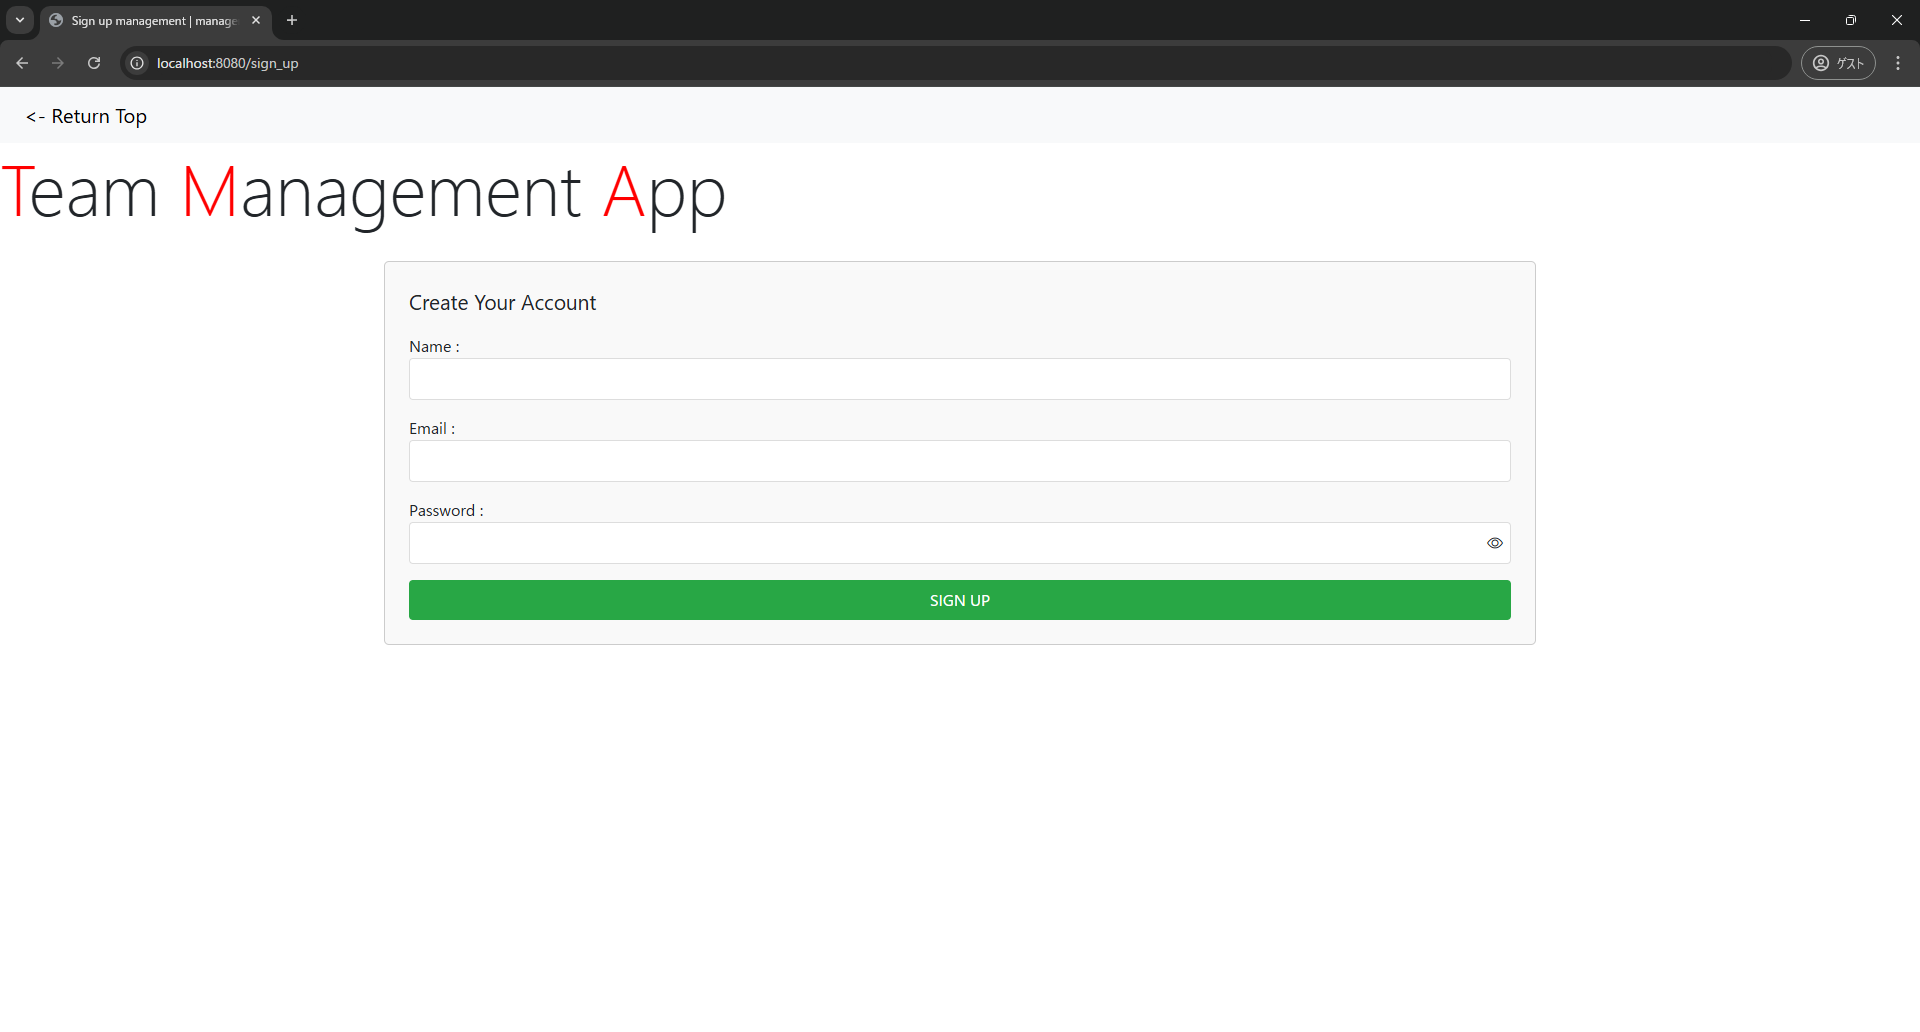 Sign up management | manage
localhost:8080/sign_up
ゲスト
<- Return Top
Team Management App
Create Your Account
Name :
Email :
Password :
SIGN UP